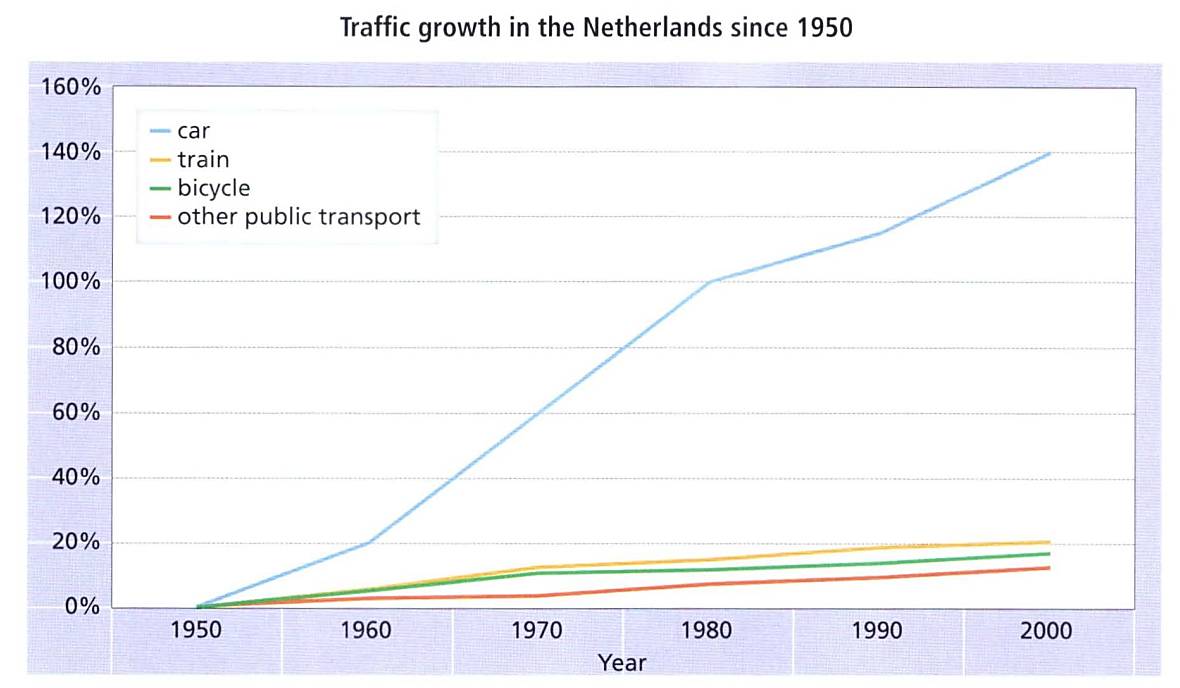 Traffic growth in the Netherlands since 1950
160%
140%
120%
100%
80%
60%
40%
20%
0%
car
train
bicycle
other public transport
1950 1960 1970 1980 1990 2000
Year